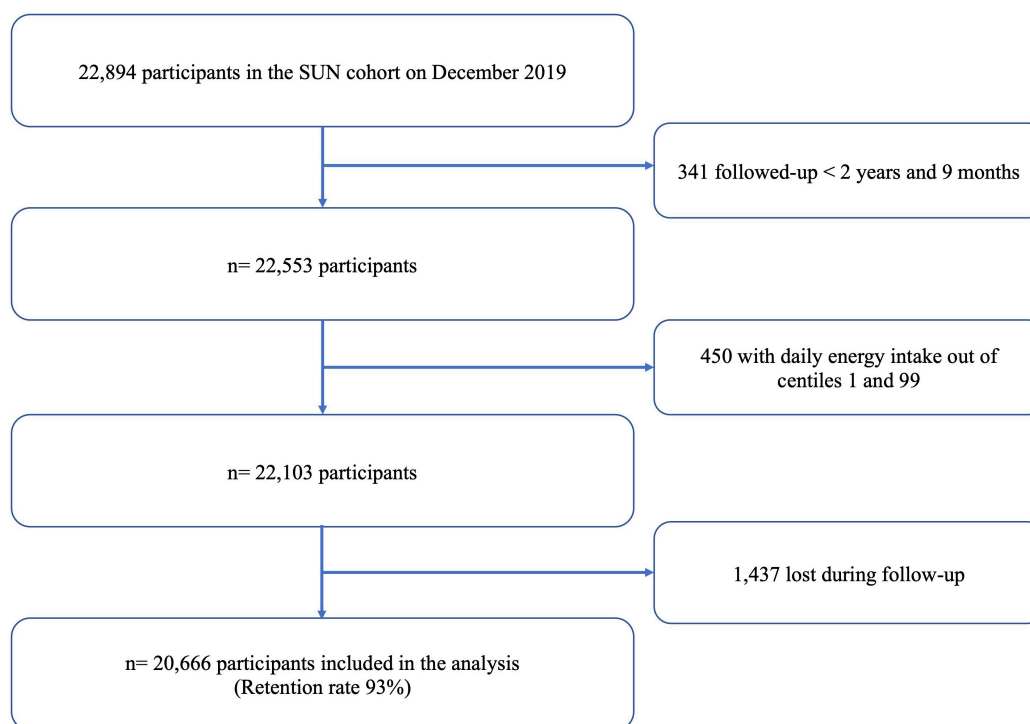 22,894 participants in the SUN cohort on December 2019
341 followed-up < 2 years and 9 months
n= 22,553 participants
450 with daily energy intake out of
centiles 1 and 99
n= 22,103 participants
1,437 lost during follow-up
n= 20,666 participants included in the analysis
(Retention rate 93%)